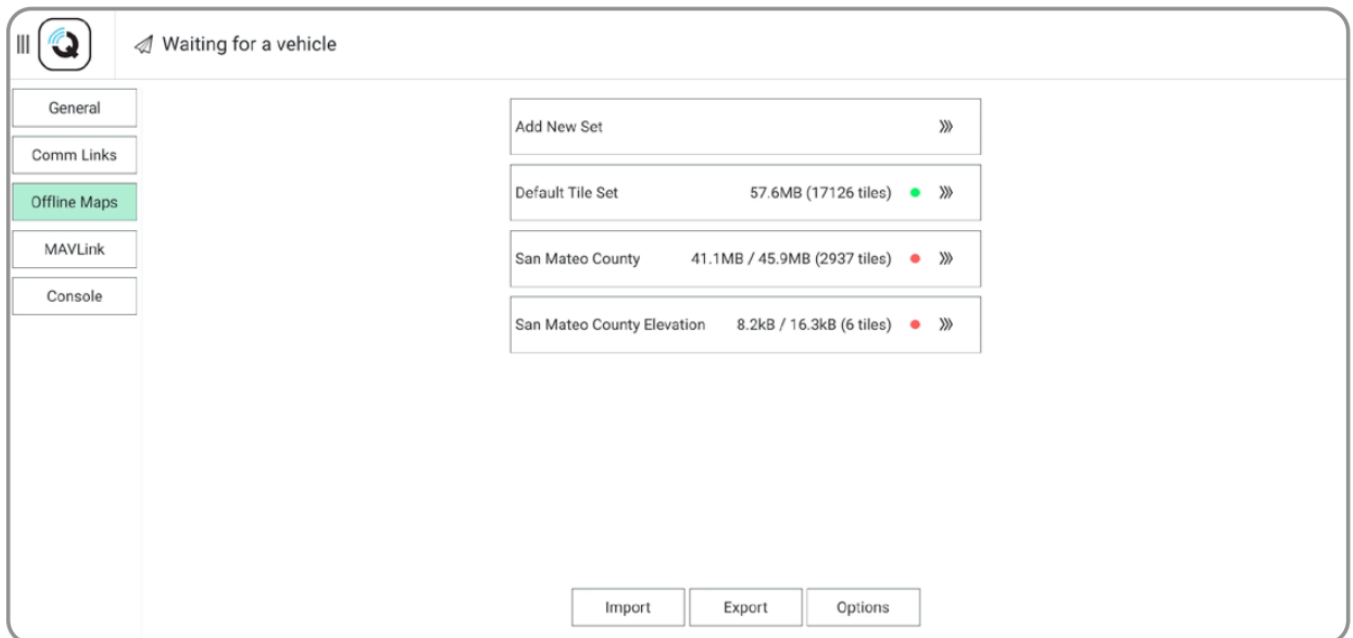 Waiting for a vehicle
General
Comm Links
Offline Maps
MAVLink
Console
Add New Set
Default Tile Set 57.6MB (17126 tiles)
San Mateo County 41.1MB / 45.9MB (2937 tiles)
San Mateo County Elevation 8.2kB / 16.3kB (6 tiles)
Import Export Options